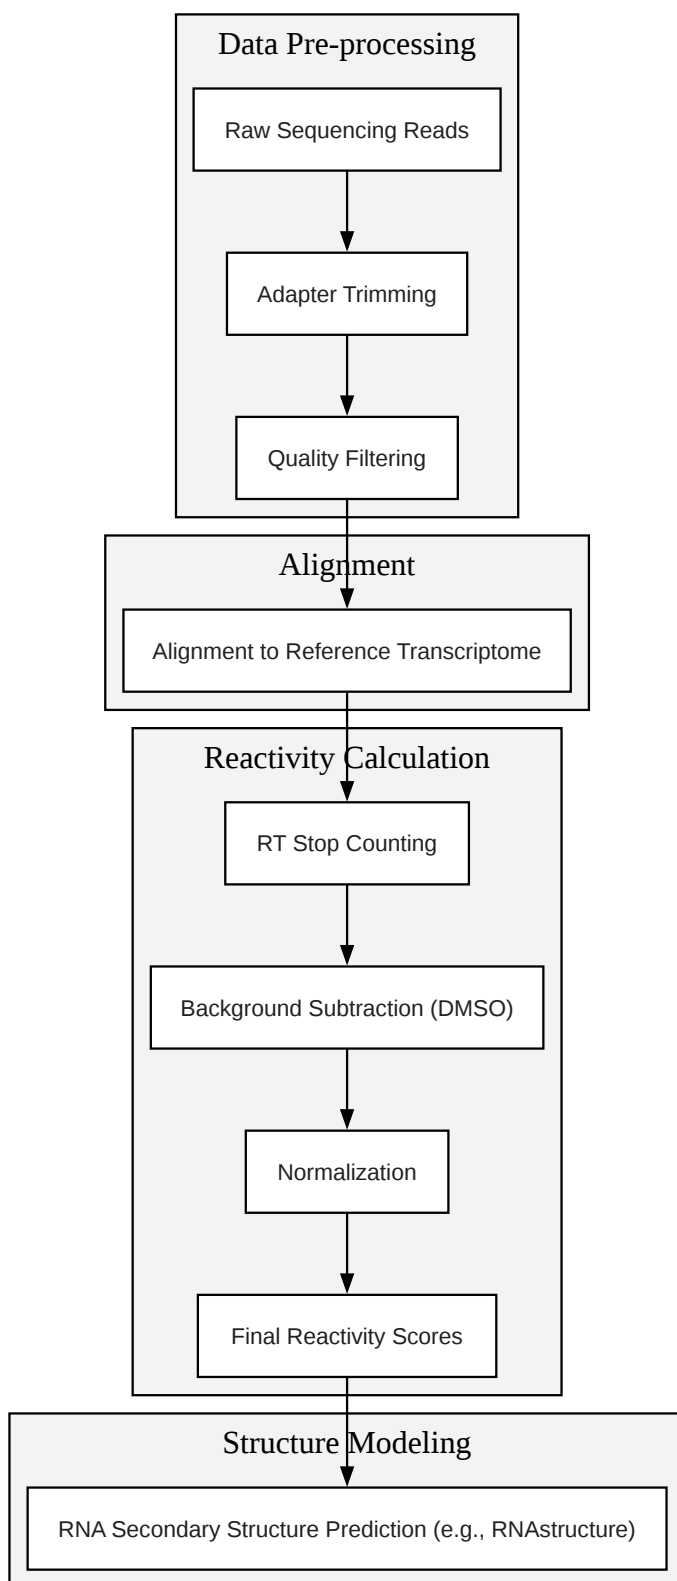 Data Pre-processing
Raw Sequencing Reads
Adapter Trimming
Quality Filtering
Alignment
Alignment to Reference Transcriptome
Reactivity Calculation
RT Stop Counting
Background Subtraction (DMSO)
Normalization
Final Reactivity Scores
Structure Modeling
RNA Secondary Structure Prediction (e.g., RNAstructure)